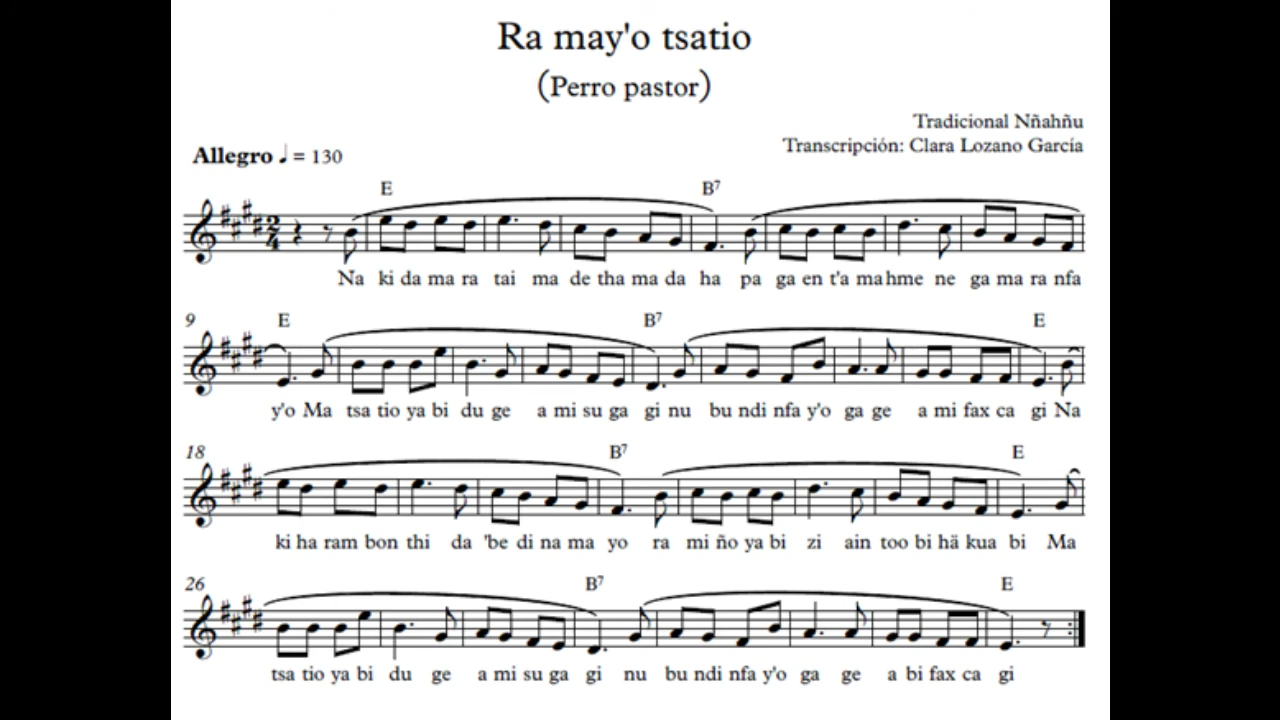 Ra may'o tsatio
(Perro pastor)
Tradicional Nñahñu
Transcripción: Clara Lozano García
Allegro ♩ = 130
E B7
Na ki da ma ra tai ma de tha ma da ha pa ga en t'a ma hme ne ga ma ra nfa
9 E B7 E
y'o Ma tsa tio ya bi du ge a mi su ga gi nu bu ndi nfa y'o ga ge a mi fax ca gi Na
18 B7 E
ki ha ram bon thi da 'be di na ma yo ra mi ño ya bi zi ain too bi hä kua bi Ma
26 B7 E
tsa tio ya bi du ge a mi su ga gi nu bu ndi nfa y'o ga ge a bi fax ca gi